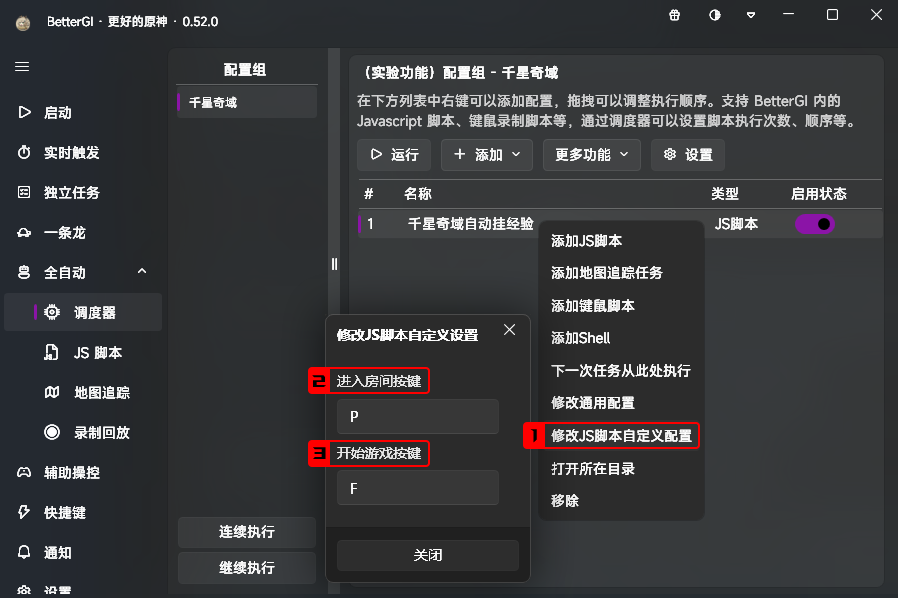 BetterGI · 更好的原神 · 0.52.0
启动
实时触发
独立任务
一条龙
全自动
调度器
JS 脚本
地图追踪
录制回放
辅助操控
快捷键
通知
设置
配置组
千星奇域
连续执行
继续执行
（实验功能）配置组 - 千星奇域
在下方列表中右键可以添加配置，拖拽可以调整执行顺序。支持 BetterGI 内的
Javascript 脚本、键鼠录制脚本等，通过调度器可以设置脚本执行次数、顺序等。
运行 添加 更多功能 设置
# 名称 类型 启用状态
1 千星奇域自动挂经验 JS脚本
添加JS脚本
添加地图追踪任务
添加键鼠脚本
添加Shell
下一次任务从此处执行
修改通用配置
1 修改JS脚本自定义配置
打开所在目录
移除
修改JS脚本自定义设置
2 进入房间按键
P
3 开始游戏按键
F
关闭